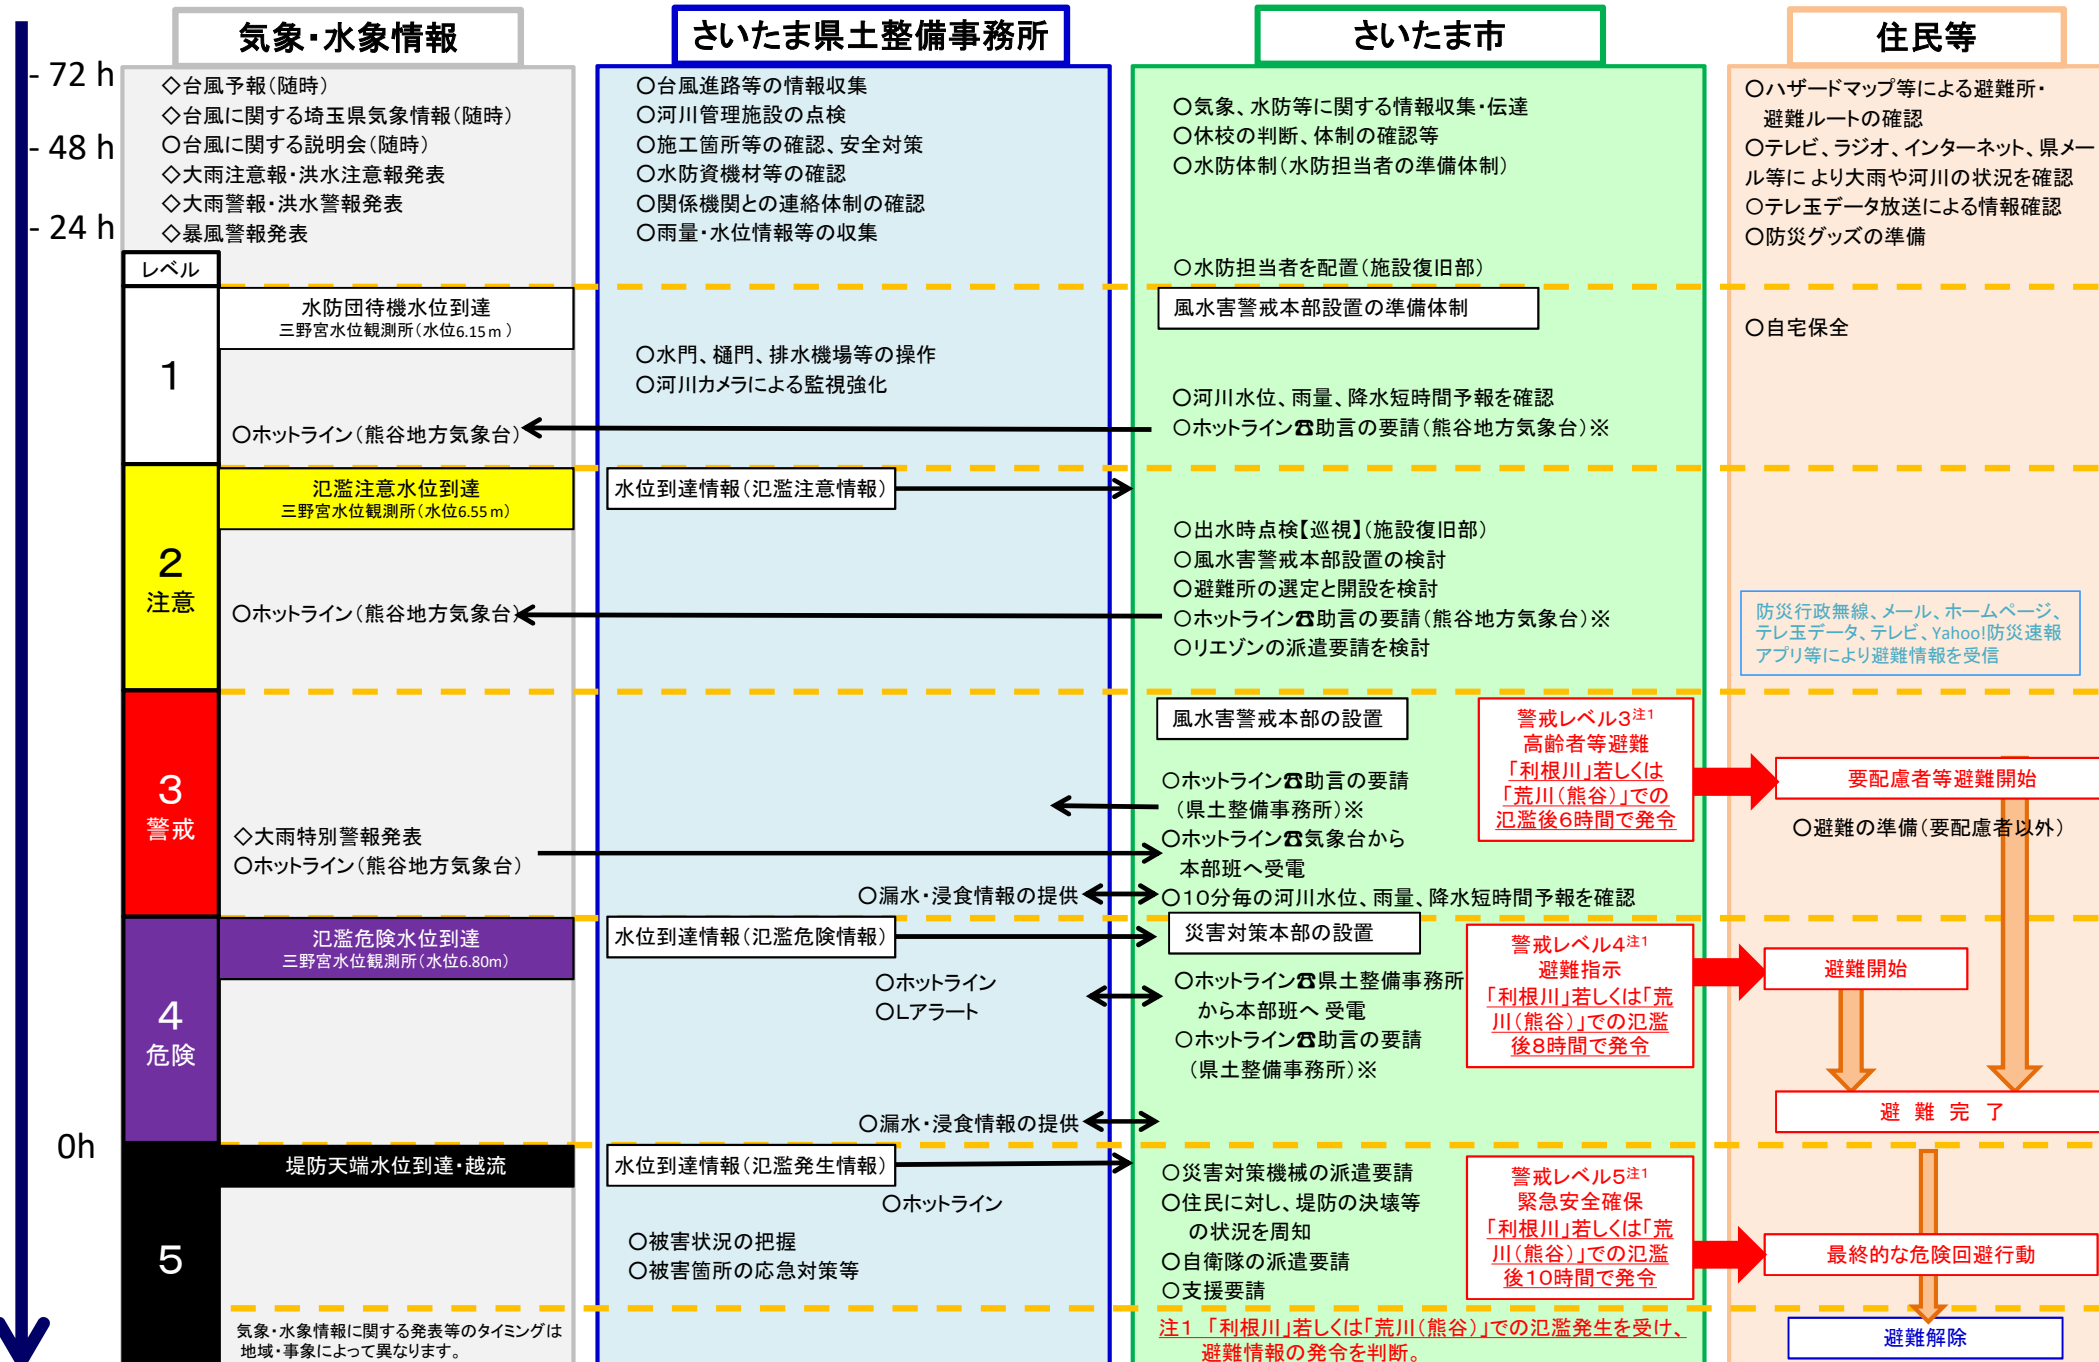 気象・水象情報
さいたま県土整備事務所
さいたま市
住民等
- 72 h
- 48 h
- 24 h
0h
◇台風予報(随時)
◇台風に関する埼玉県気象情報(随時)
○台風に関する説明会(随時)
◇大雨注意報・洪水注意報発表
◇大雨警報・洪水警報発表
◇暴風警報発表
○台風進路等の情報収集
○河川管理施設の点検
○施工箇所等の確認、安全対策
○水防資機材等の確認
○関係機関との連絡体制の確認
○雨量・水位情報等の収集
○気象、水防等に関する情報収集・伝達
○休校の判断、体制の確認等
○水防体制(水防担当者の準備体制)
○水防担当者を配置(施設復旧部)
○ハザードマップ等による避難所・
避難ルートの確認
○テレビ、ラジオ、インターネット、県メー
ル等により大雨や河川の状況を確認
○テレ玉データ放送による情報確認
○防災グッズの準備
レベル
1
水防団待機水位到達
三野宮水位観測所(水位6.15m)
○ホットライン(熊谷地方気象台)
○水門、樋門、排水機場等の操作
○河川カメラによる監視強化
風水害警戒本部設置の準備体制
○河川水位、雨量、降水短時間予報を確認
○ホットライン☎助言の要請(熊谷地方気象台)※
○自宅保全
2
注意
氾濫注意水位到達
三野宮水位観測所(水位6.55m)
○ホットライン(熊谷地方気象台)
水位到達情報(氾濫注意情報)
○出水時点検【巡視】(施設復旧部)
○風水害警戒本部設置の検討
○避難所の選定と開設を検討
○ホットライン☎助言の要請(熊谷地方気象台)※
○リエゾンの派遣要請を検討
防災行政無線、メール、ホームページ、
テレ玉データ、テレビ、Yahoo!防災速報
アプリ等により避難情報を受信
3
警戒
◇大雨特別警報発表
○ホットライン(熊谷地方気象台)
○漏水・浸食情報の提供
風水害警戒本部の設置
○ホットライン☎助言の要請
(県土整備事務所)※
○ホットライン☎気象台から
本部班へ受電
○10分毎の河川水位、雨量、降水短時間予報を確認
警戒レベル3注1
高齢者等避難
「利根川」若しくは
「荒川(熊谷)」での
氾濫後6時間で発令
要配慮者等避難開始
○避難の準備(要配慮者以外)
4
危険
氾濫危険水位到達
三野宮水位観測所(水位6.80m)
水位到達情報(氾濫危険情報)
○ホットライン
○Lアラート
○漏水・浸食情報の提供
災害対策本部の設置
○ホットライン☎県土整備事務所
から本部班へ 受電
○ホットライン☎助言の要請
(県土整備事務所)※
警戒レベル4注1
避難指示
「利根川」若しくは「荒
川(熊谷)」での氾濫
後8時間で発令
避難開始
避 難 完 了
5
堤防天端水位到達・越流
水位到達情報(氾濫発生情報)
○ホットライン
○被害状況の把握
○被害箇所の応急対策等
○災害対策機械の派遣要請
○住民に対し、堤防の決壊等
の状況を周知
○自衛隊の派遣要請
○支援要請
警戒レベル5注1
緊急安全確保
「利根川」若しくは「荒
川(熊谷)」での氾濫
後10時間で発令
最終的な危険回避行動
避難解除
気象・水象情報に関する発表等のタイミングは
地域・事象によって異なります。
注1 「利根川」若しくは「荒川(熊谷)」での氾濫発生を受け、
避難情報の発令を判断。